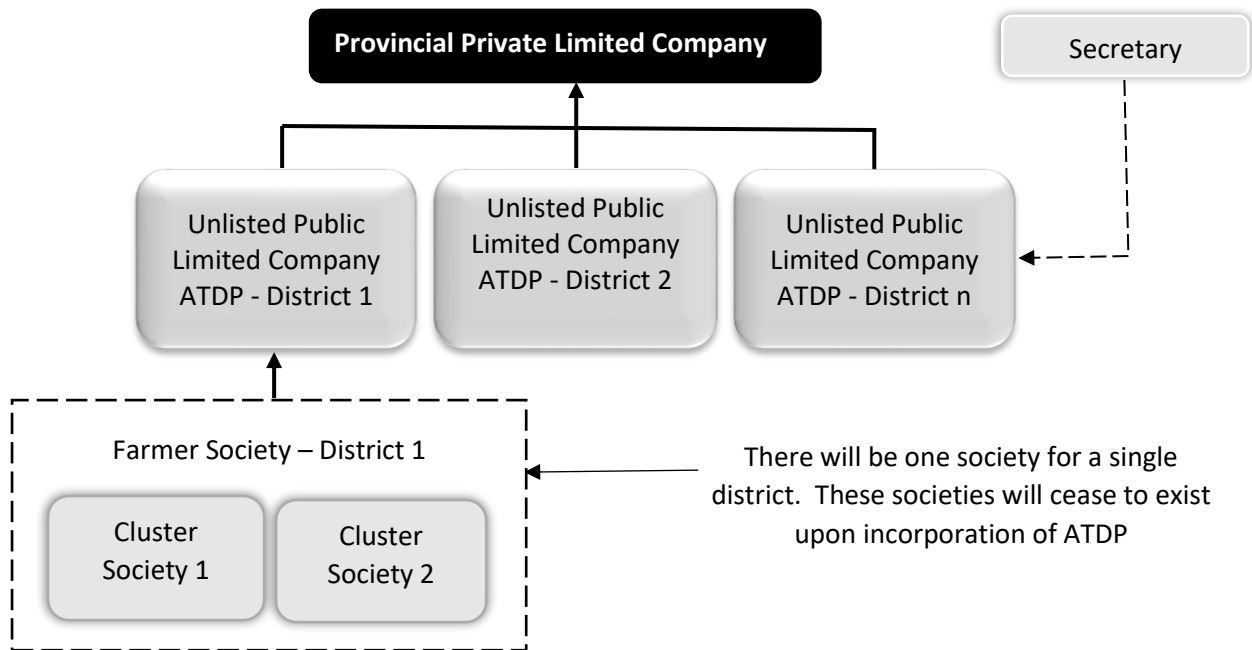 Provincial Private Limited Company
Secretary
Unlisted Public
Limited Company
ATDP - District 1
Unlisted Public
Limited Company
ATDP - District 2
Unlisted Public
Limited Company
ATDP - District n
Farmer Society – District 1
Cluster
Society 1
Cluster
Society 2
There will be one society for a single
district.  These societies will cease to exist
upon incorporation of ATDP